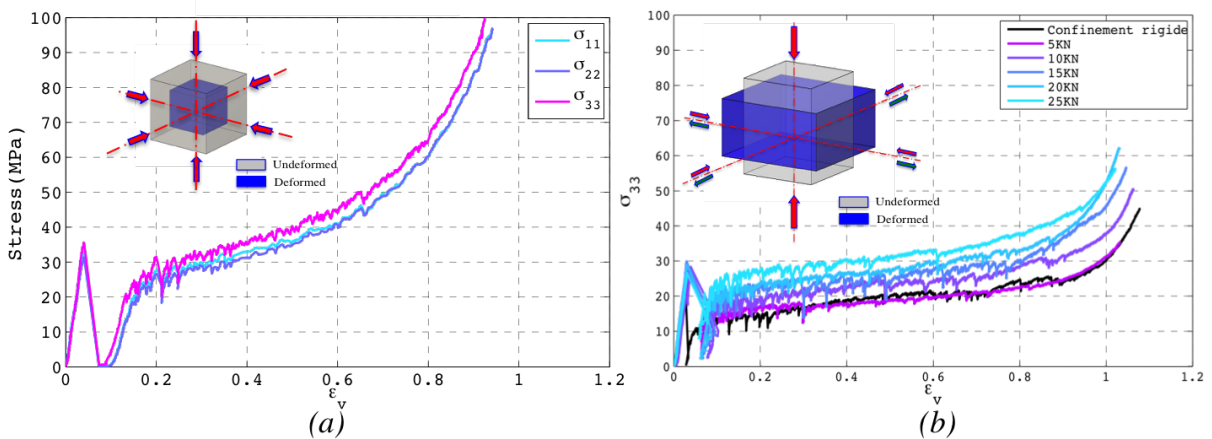 100
90
80
70
60
50
40
30
20
10
0
Stress(MPa)
σ11
σ22
σ33
Undeformed
Deformed
0
0.2
0.4
0.6
0.8
1
1.2
εv
(a)
100
90
80
70
60
50
40
30
20
10
0
σ33
Confinement rigide
5KN
10KN
15KN
20KN
25KN
Undeformed
Deformed
0
0.2
0.4
0.6
0.8
1
1.2
εv
(b)